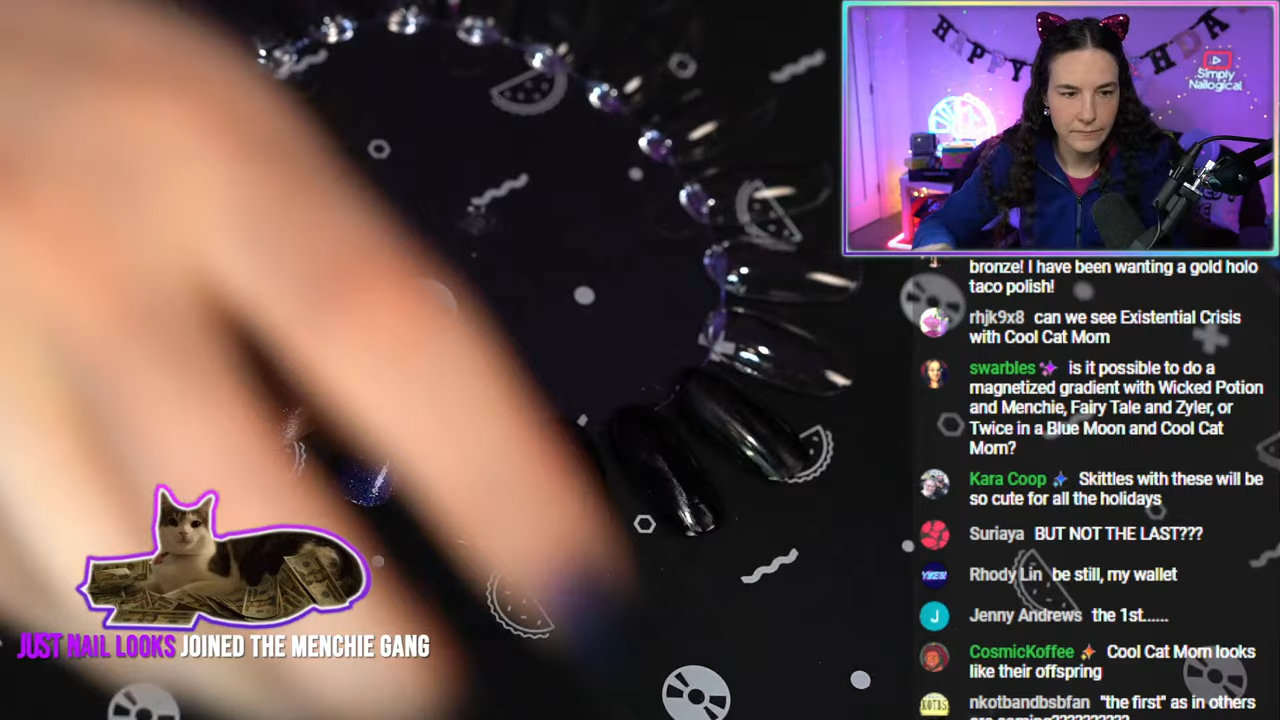 HAPPY
HDA
Simply
Nailogical
bronze! I have been wanting a gold holo
taco polish!
rhjk9x8 can we see Existential Crisis
with Cool Cat Mom
swarbles is it possible to do a
magnetized gradient with Wicked Potion
and Menchie, Fairy Tale and Zyler, or
Twice in a Blue Moon and Cool Cat
Mom?
Kara Coop Skittles with these will be
so cute for all the holidays
Suriaya BUT NOT THE LAST???
YIKES!
Rhody Lin be still, my wallet
J
Jenny Andrews the 1st......
CosmicKoffee Cool Cat Mom looks
like their offspring
nkotbandbsbfan "the first" as in others
are coming??????????
JUST NAIL LOOKS JOINED THE MENCHIE GANG